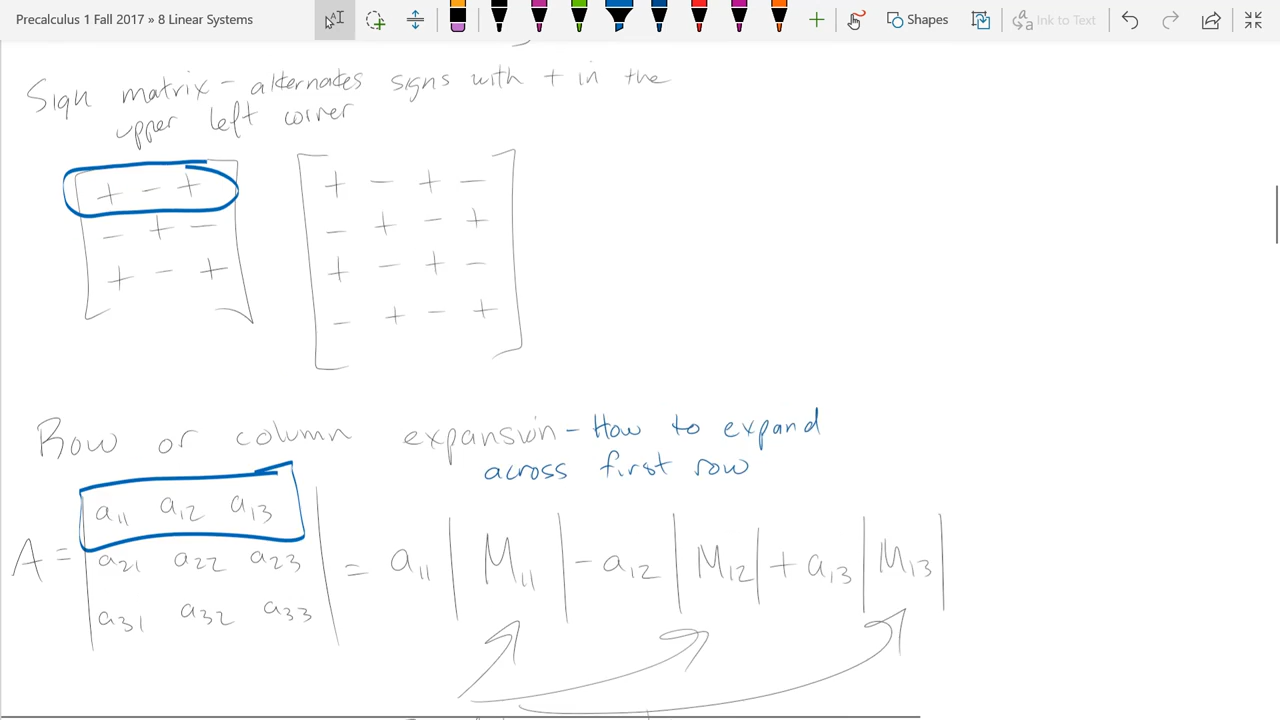 Precalculus 1 Fall 2017 » 8 Linear Systems
Shapes
Ink to Text
Sign matrix - alternates signs with + in the
upper left corner
+ - + + - + -
- + - - + - +
+ - + + - + -
- + - +
Row or column expansion - How to expand
across first row
a11 a12 a13
A = a21 a22 a23 = a11 | M11 | - a12 | M12 | + a13 | M13 |
a31 a32 a33